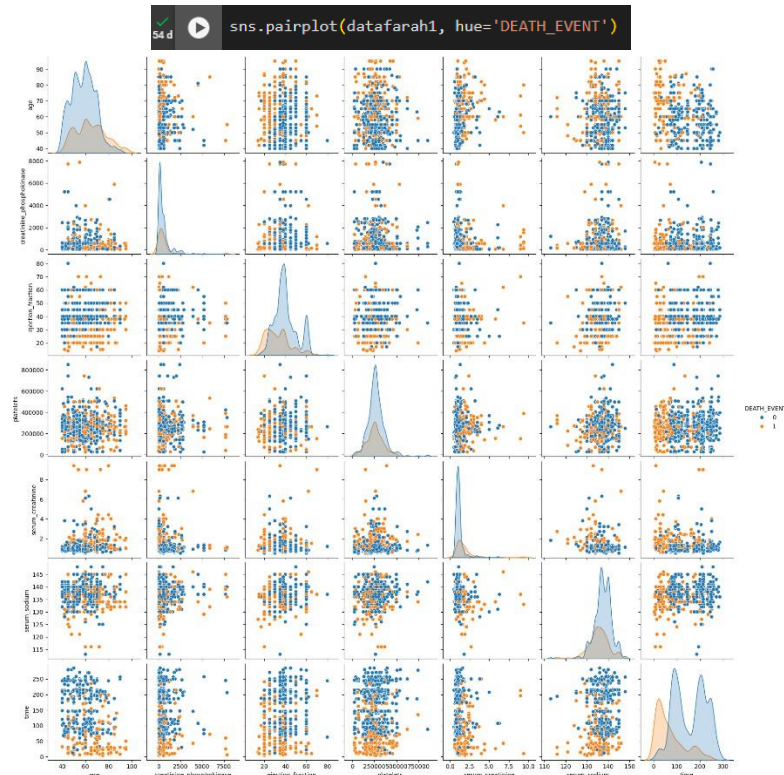 54 d
sns.pairplot(datafarah1, hue='DEATH_EVENT')
90
80
70
60
50
40
age
8000
6000
4000
2000
0
creatinine_phosphokinase
80
70
60
50
40
30
20
ejection_fraction
800000
600000
400000
200000
0
platelets
DEATH_EVENT
0
1
8
6
4
2
serum_creatinine
145
140
135
130
125
120
115
serum_sodium
250
200
150
100
50
0
time
40 60 80 100
0 2500 5000 7500
20 40 60 80
0 250000500000750000
0.0 2.5 5.0 7.5 10.0
110 120 130 140 150
0 100 200 300